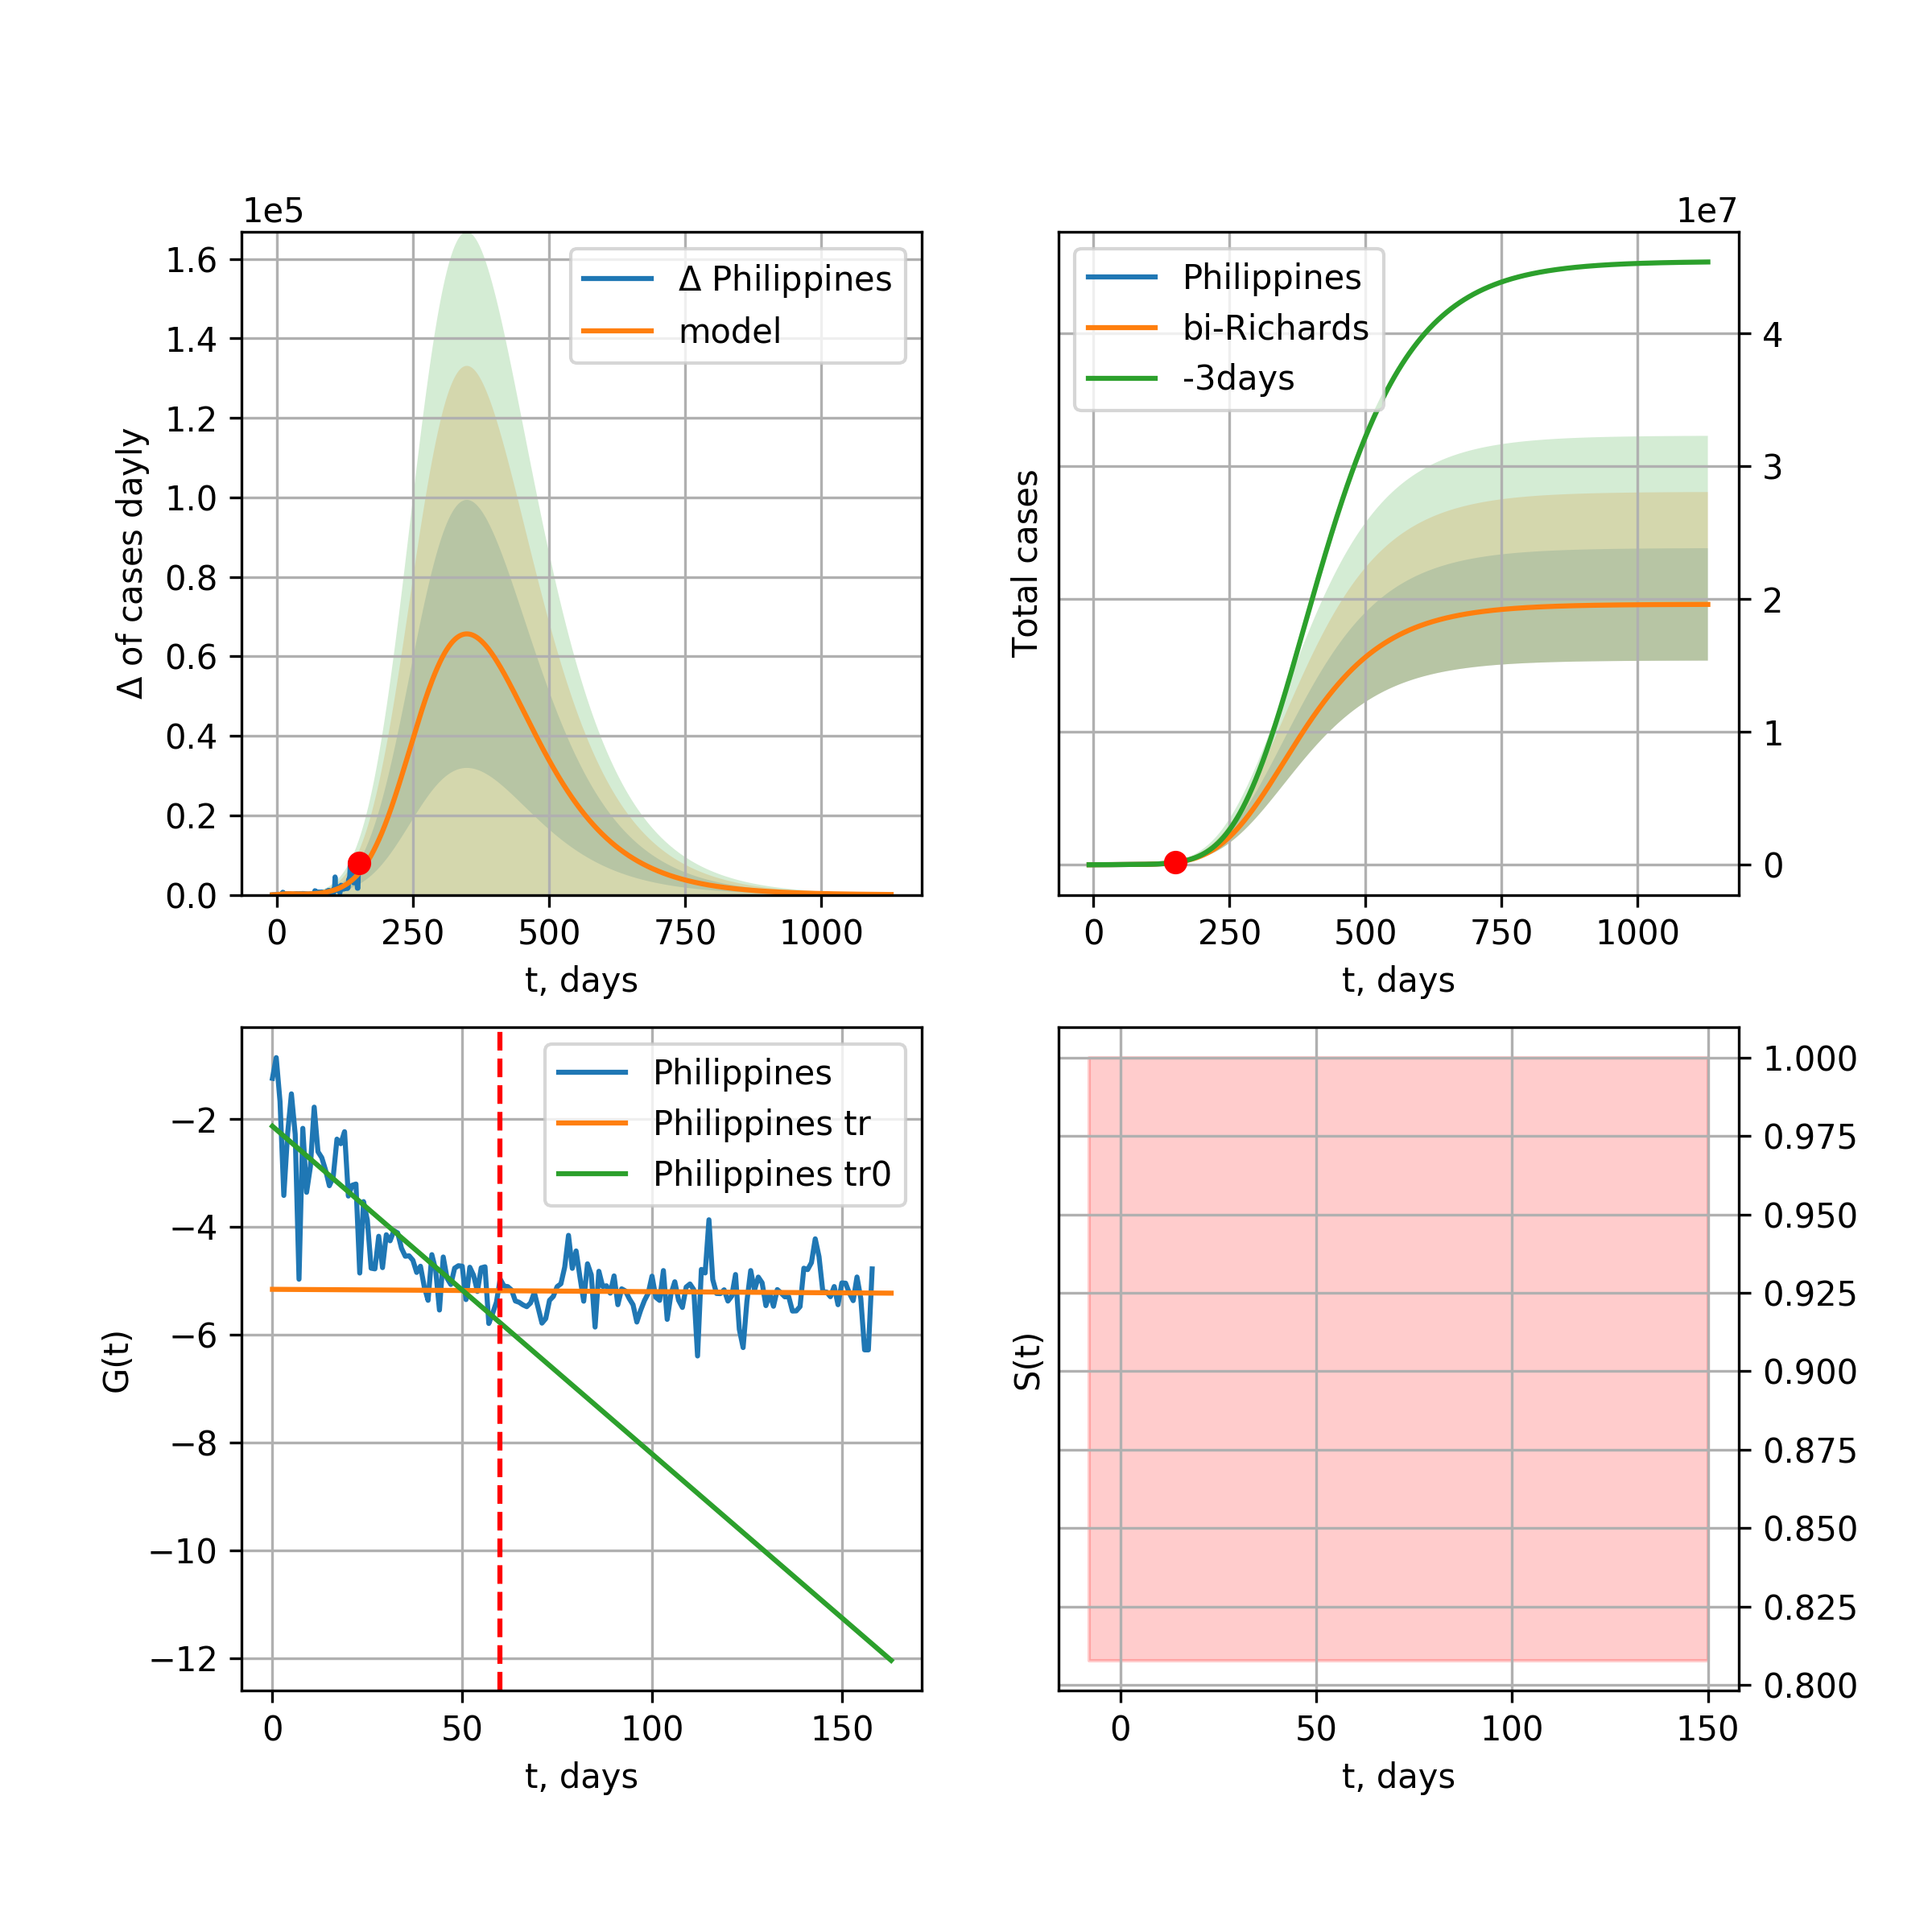 1e5
1.6
1.4
1.2
1.0
0.8
0.6
0.4
0.2
0.0
Δ of cases dayly
Δ Philippines
model
0 250 500 750 1000
t, days
1e7
Philippines
bi-Richards
-3days
Total cases
4
3
2
1
0
0 250 500 750 1000
t, days
−2
−4
−6
−8
−10
−12
G(t)
Philippines
Philippines tr
Philippines tr0
0 50 100 150
t, days
S(t)
1.000
0.975
0.950
0.925
0.900
0.875
0.850
0.825
0.800
0 50 100 150
t, days